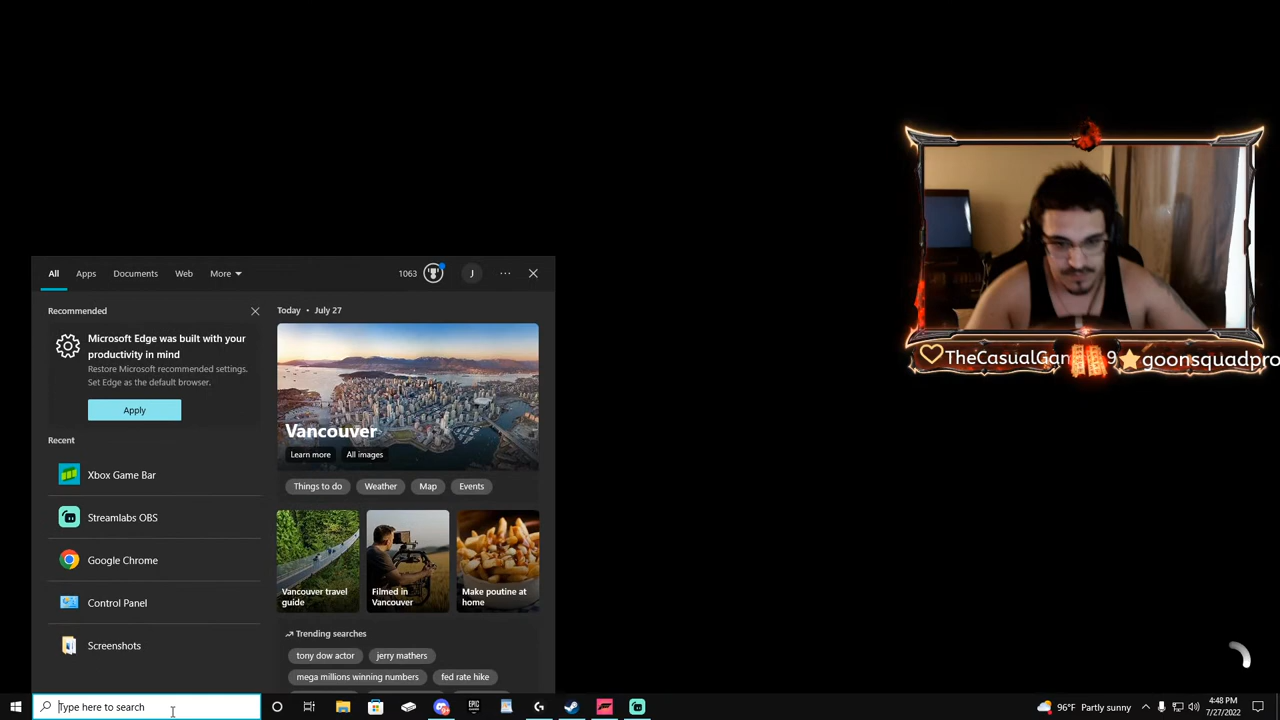 All Apps Documents Web More 1063 J
Recommended
Microsoft Edge was built with your
productivity in mind
Restore Microsoft recommended settings.
Set Edge as the default browser.
Apply
Recent
Xbox Game Bar
Streamlabs OBS
Google Chrome
Control Panel
Screenshots
Today • July 27
Vancouver
Learn more All images
Things to do Weather Map Events
Vancouver travel
guide
Filmed in
Vancouver
Make poutine at
home
Trending searches
tony dow actor jerry mathers
mega millions winning numbers fed rate hike
TheCasualGam 9 goonsquadpro
Type here to search
EPIC
96°F Partly sunny
4:48 PM
7/27/2022